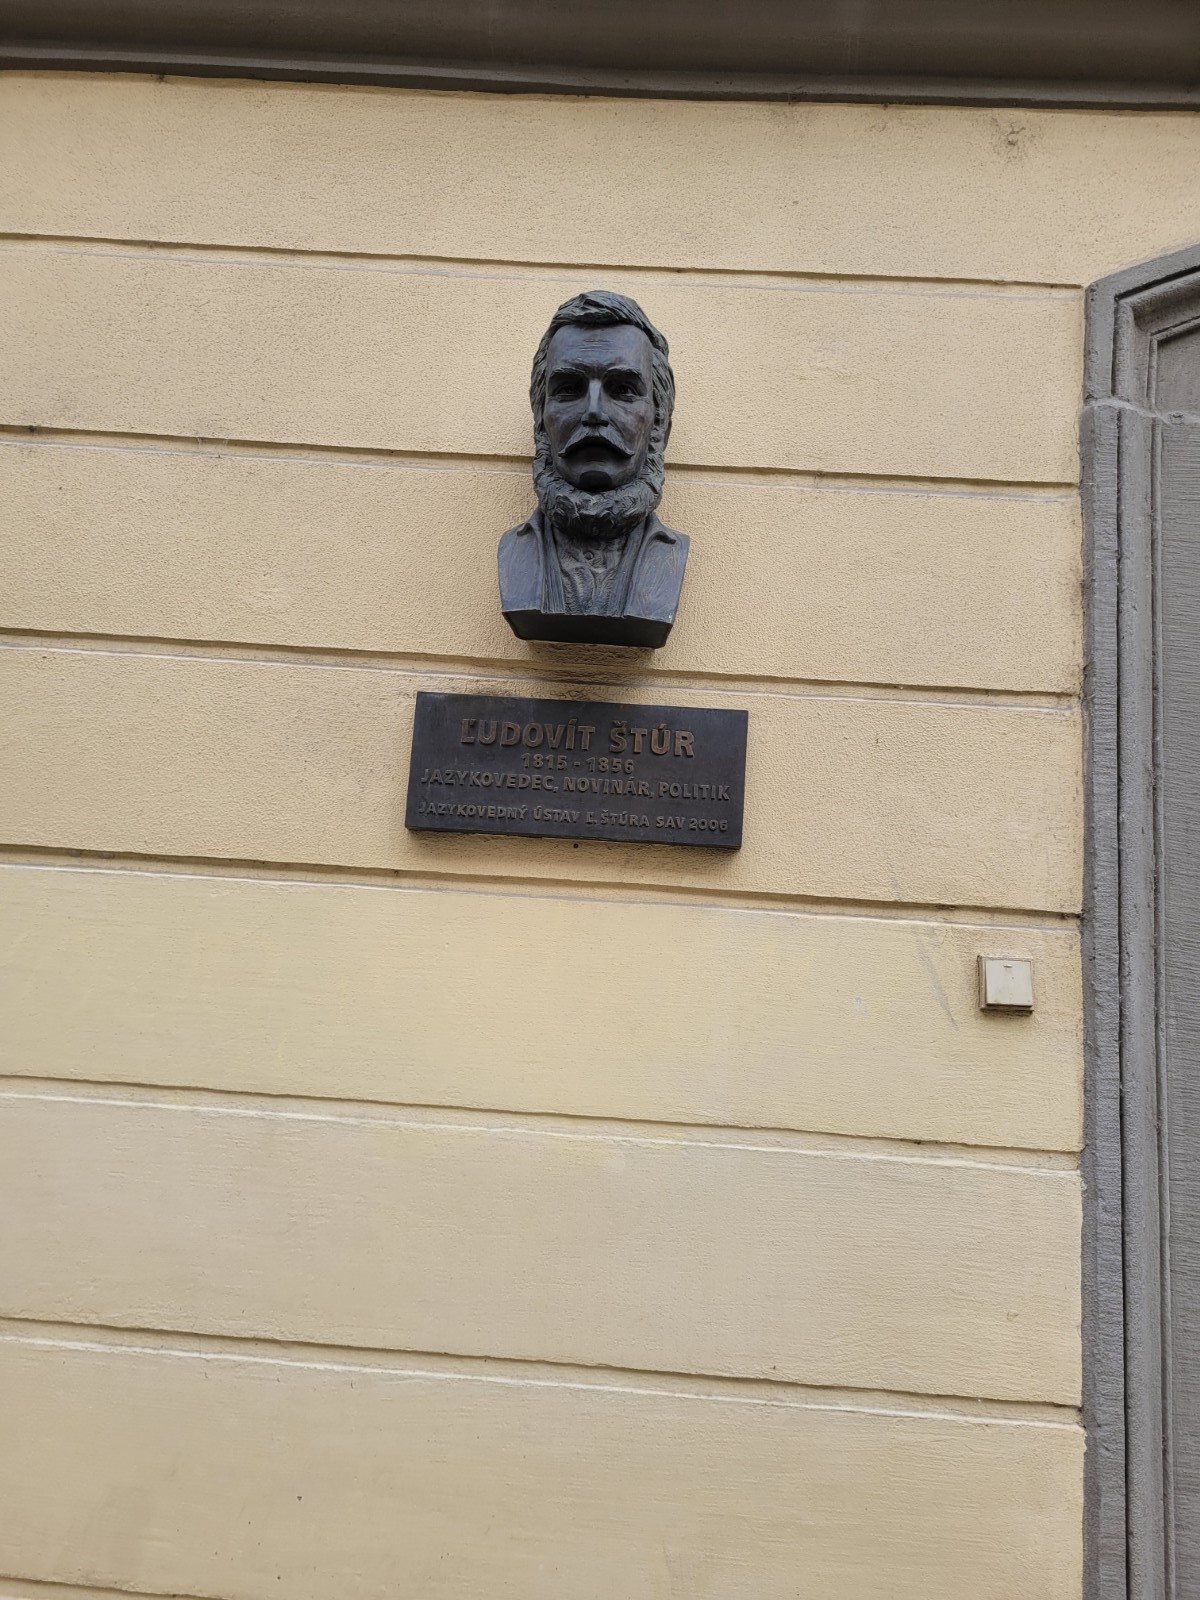 ĽUDOVÍT ŠTÚR
1815 - 1856
JAZYKOVEDEC, NOVINÁR, POLITIK
JAZYKOVEDNÝ ÚSTAV Ľ. ŠTÚRA SAV 2006